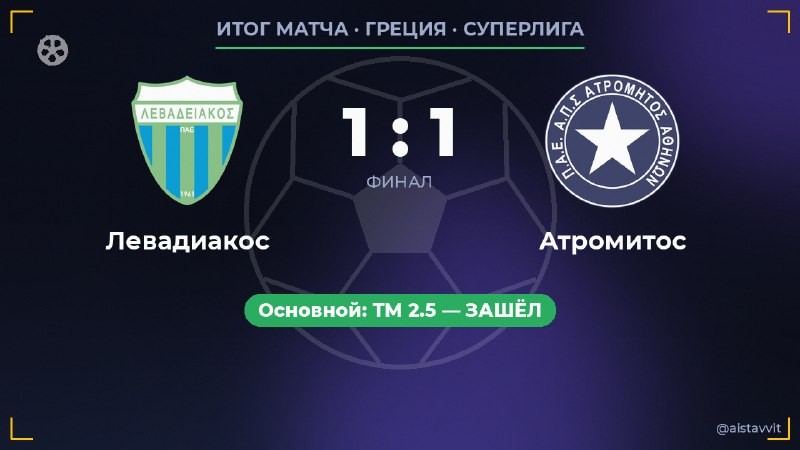 ИТОГ МАТЧА · ГРЕЦИЯ · СУПЕРЛИГА
ΛΕΒΑΔΕΙΑΚΟΣ
ΠΑΕ
1961
1 : 1
ФИНАЛ
Π.Α.Ε. Α.Π.Σ ΑΤΡΟΜΗΤΟΣ ΑΘΗΝΩΝ
Левадиакос
Атромитос
Основной: ТМ 2.5 — ЗАШЁЛ
@aistavvit